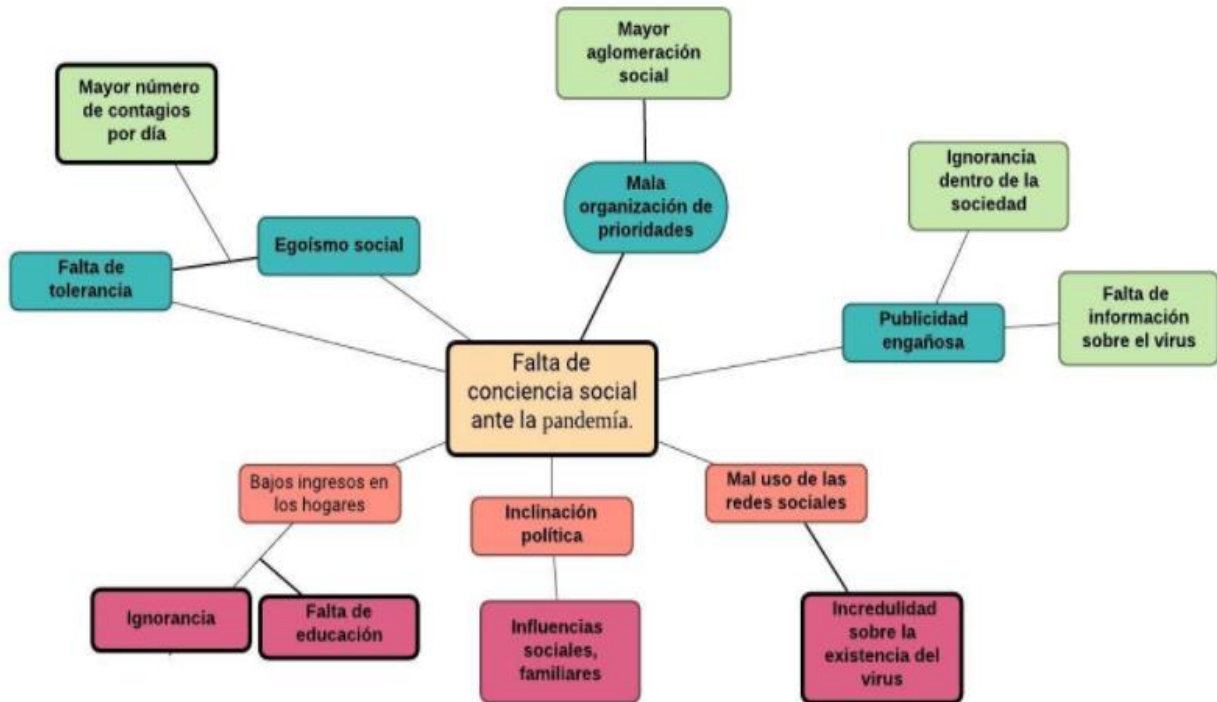 Mayor
aglomeración
social
Mayor número
de contagios
por día
Ignorancia
dentro de la
sociedad
Mala
organización de
prioridades
Egoísmo social
Falta de
tolerancia
Falta de
información
sobre el virus
Publicidad
engañosa
Falta de
conciencia social
ante la pandemía.
Bajos ingresos en
los hogares
Inclinación
política
Mal uso de las
redes sociales
Ignorancia
Falta de
educación
Influencias
sociales,
familiares
Incredulidad
sobre la
existencia del
virus